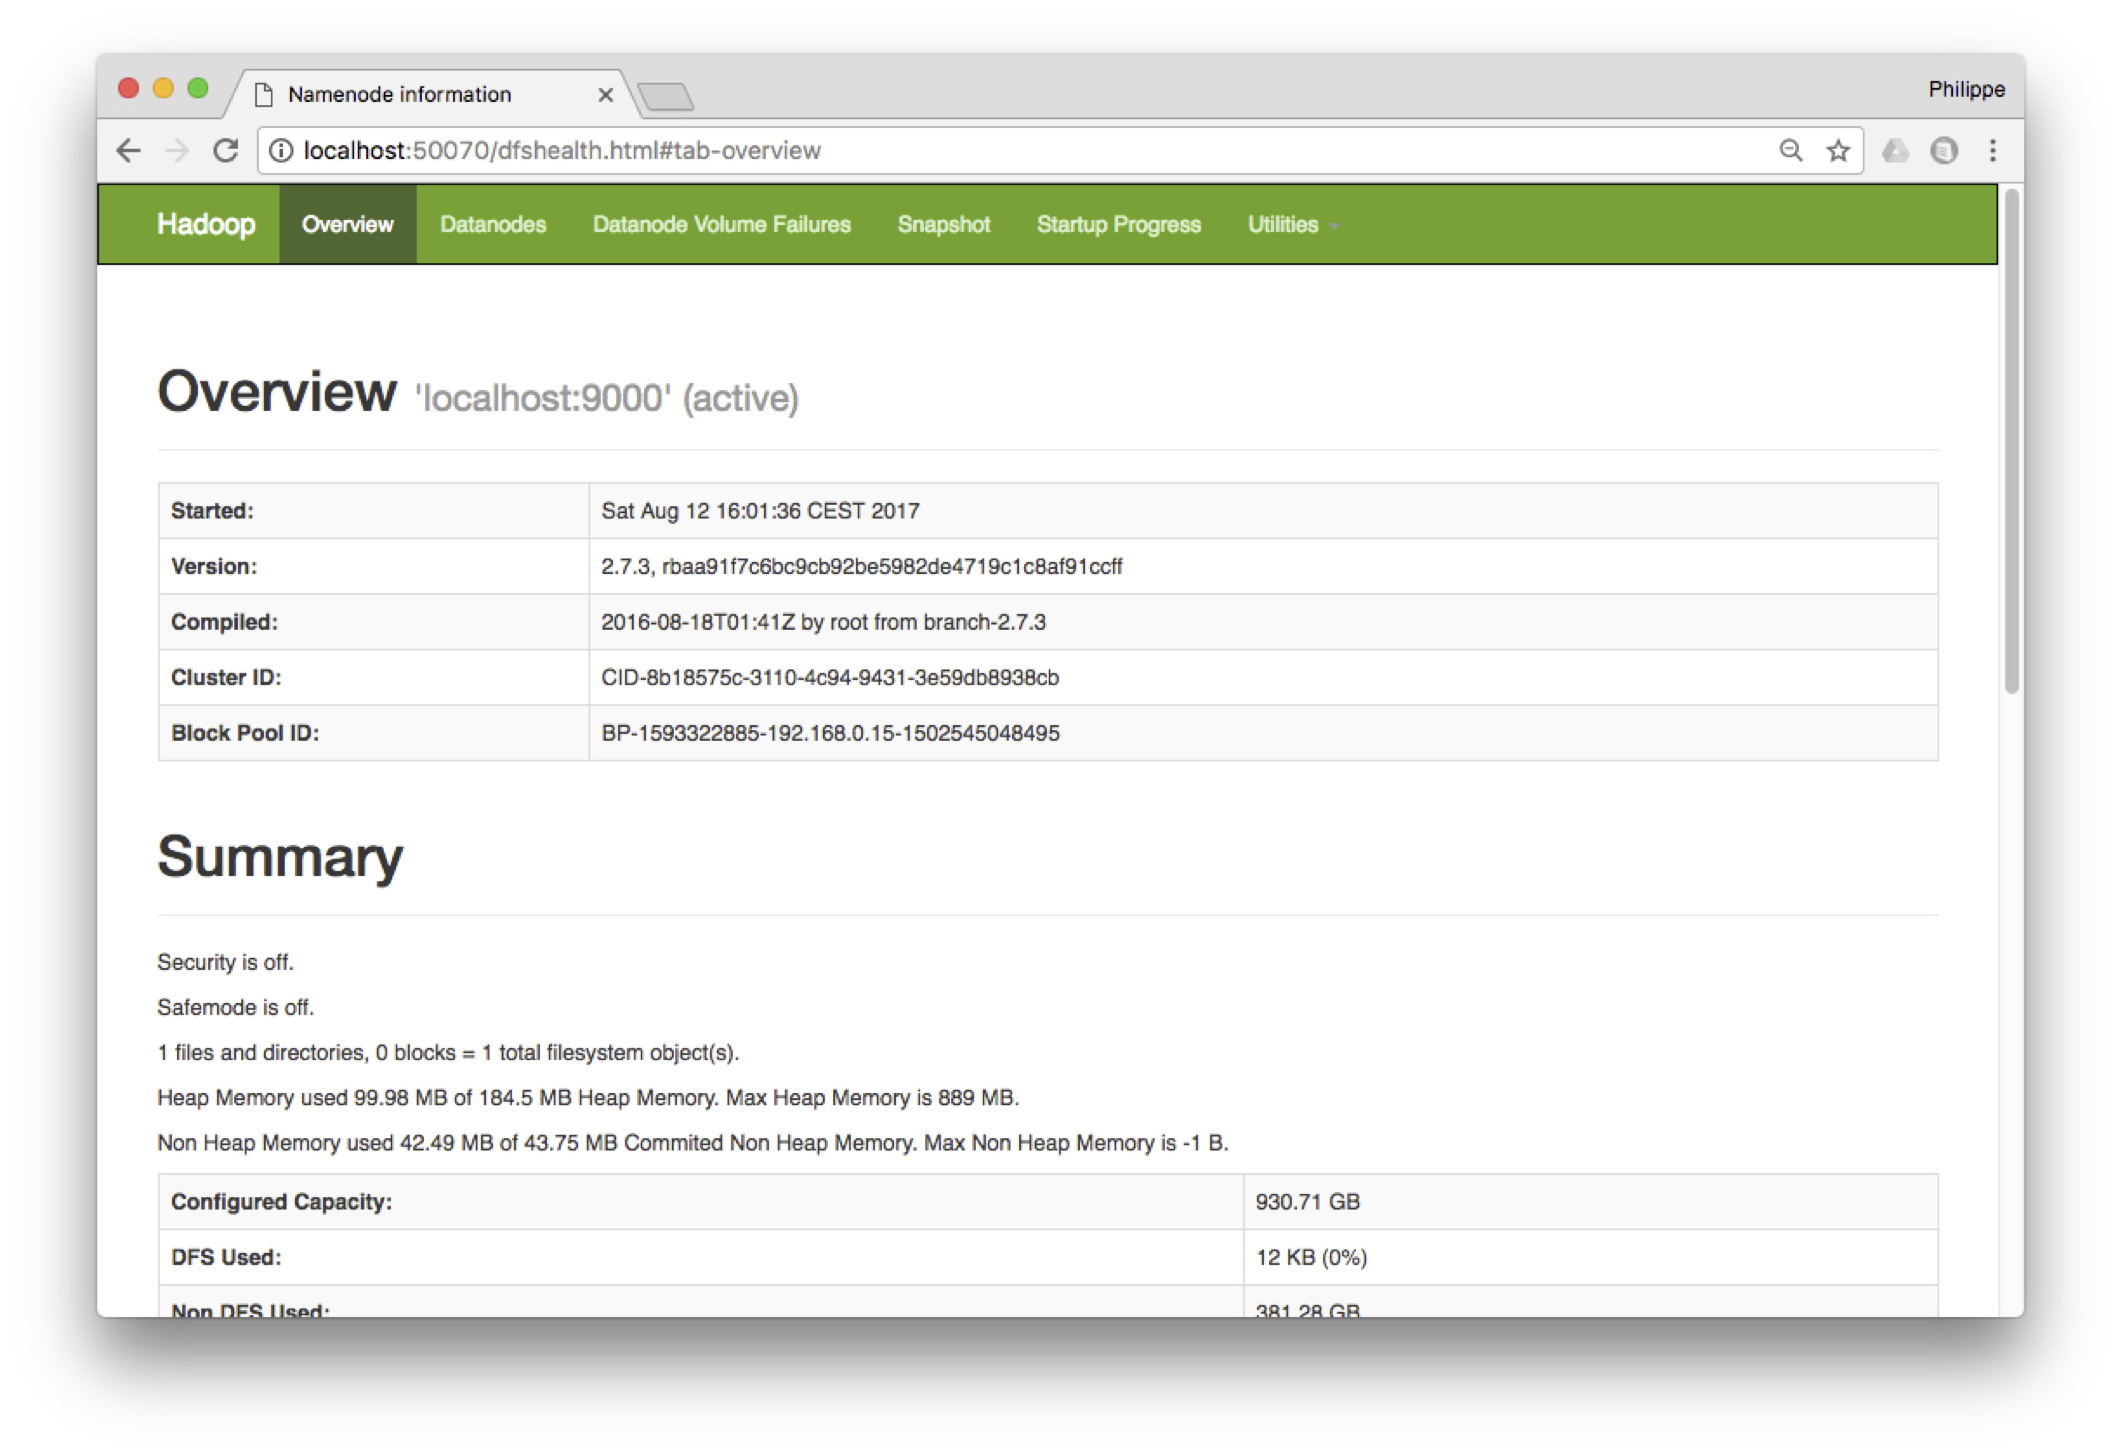 Namenode information
Philippe
localhost:50070/dfshealth.html#tab-overview
Hadoop Overview Datanodes Datanode Volume Failures Snapshot Startup Progress Utilities
Overview 'localhost:9000' (active)
Started: Sat Aug 12 16:01:36 CEST 2017
Version: 2.7.3, rbaa91f7c6bc9cb92be5982de4719c1c8af91ccff
Compiled: 2016-08-18T01:41Z by root from branch-2.7.3
Cluster ID: CID-8b18575c-3110-4c94-9431-3e59db8938cb
Block Pool ID: BP-1593322885-192.168.0.15-1502545048495
Summary
Security is off.
Safemode is off.
1 files and directories, 0 blocks = 1 total filesystem object(s).
Heap Memory used 99.98 MB of 184.5 MB Heap Memory. Max Heap Memory is 889 MB.
Non Heap Memory used 42.49 MB of 43.75 MB Commited Non Heap Memory. Max Non Heap Memory is -1 B.
Configured Capacity: 930.71 GB
DFS Used: 12 KB (0%)
Non DFS Used: 381.28 GB